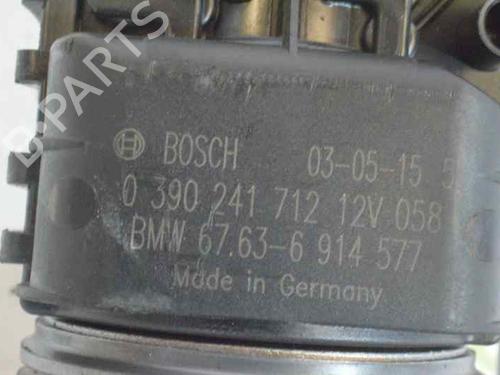 BOSCH 03-05-15 5
0 390 241 712 12V 058
BMW 67.63-6 914 577
Made in Germany